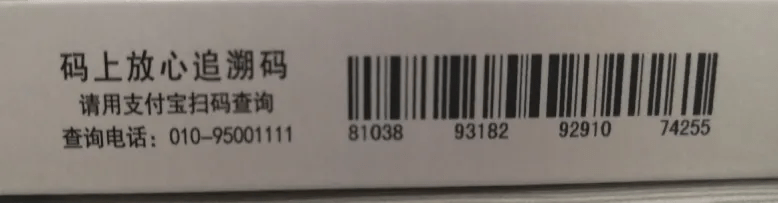 码上放心追溯码
请用支付宝扫码查询
查询电话：010-95001111
81038 93182 92910 74255